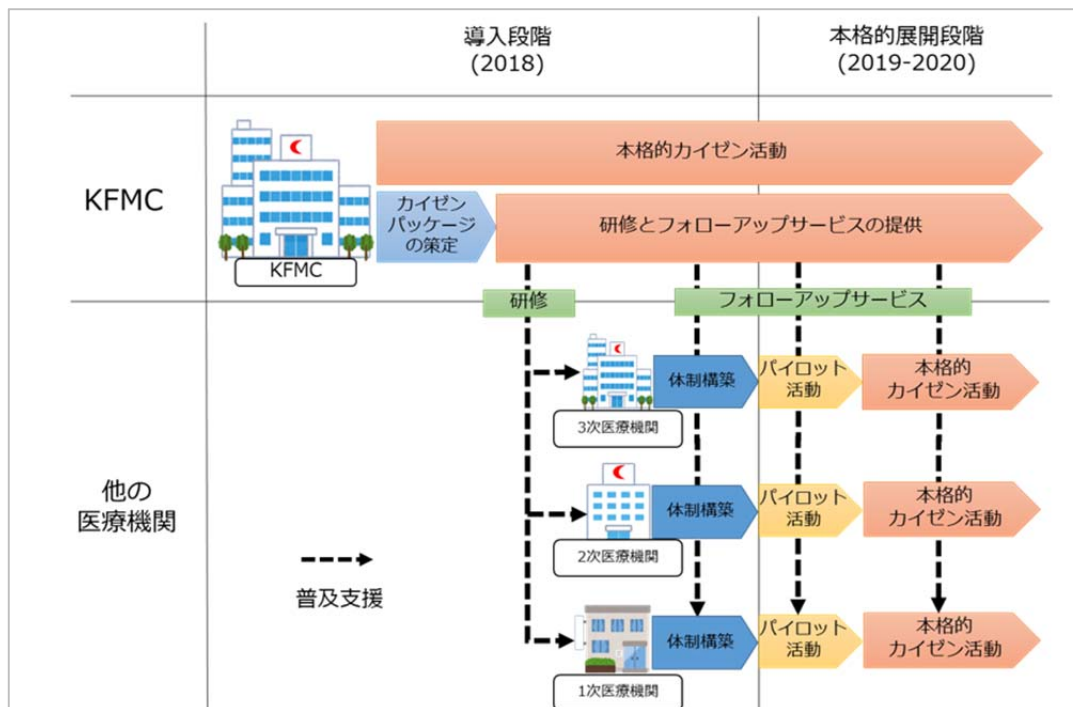 導入段階
(2018)
本格的展開段階
(2019-2020)
KFMC
本格的カイゼン活動
カイゼン
パッケージ
の策定
研修とフォローアップサービスの提供
KFMC
研修
フォローアップサービス
他の
医療機関
体制構築
パイロット
活動
本格的
カイゼン活動
3次医療機関
体制構築
パイロット
活動
本格的
カイゼン活動
2次医療機関
普及支援
体制構築
パイロット
活動
本格的
カイゼン活動
1次医療機関